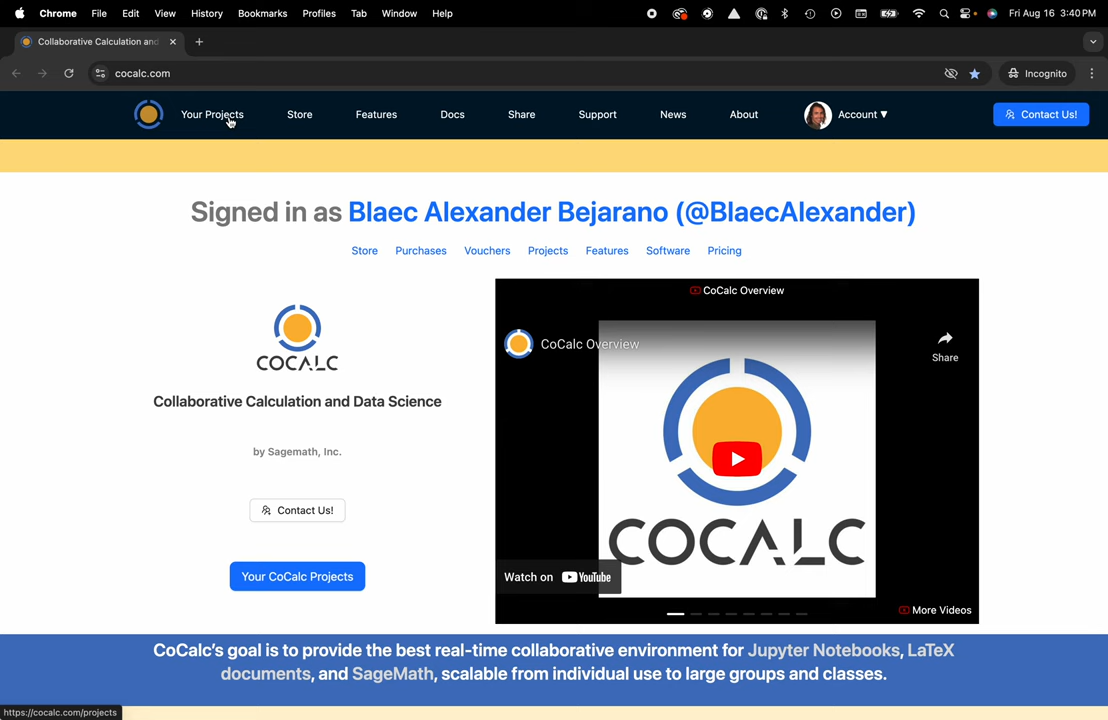 Chrome File Edit View History Bookmarks Profiles Tab Window Help Fri Aug 16 3:40 PM
Collaborative Calculation and
cocalc.com Incognito
Your Projects Store Features Docs Share Support News About Account ▼ Contact Us!
Signed in as Blaec Alexander Bejarano (@BlaecAlexander)
Store Purchases Vouchers Projects Features Software Pricing
CoCalc Overview
CoCalc Overview
Share
COCALC
Collaborative Calculation and Data Science
by Sagemath, Inc.
Contact Us!
Your CoCalc Projects
COCALC
Watch on YouTube
More Videos
CoCalc's goal is to provide the best real-time collaborative environment for Jupyter Notebooks, LaTeX
documents, and SageMath, scalable from individual use to large groups and classes.
https://cocalc.com/projects